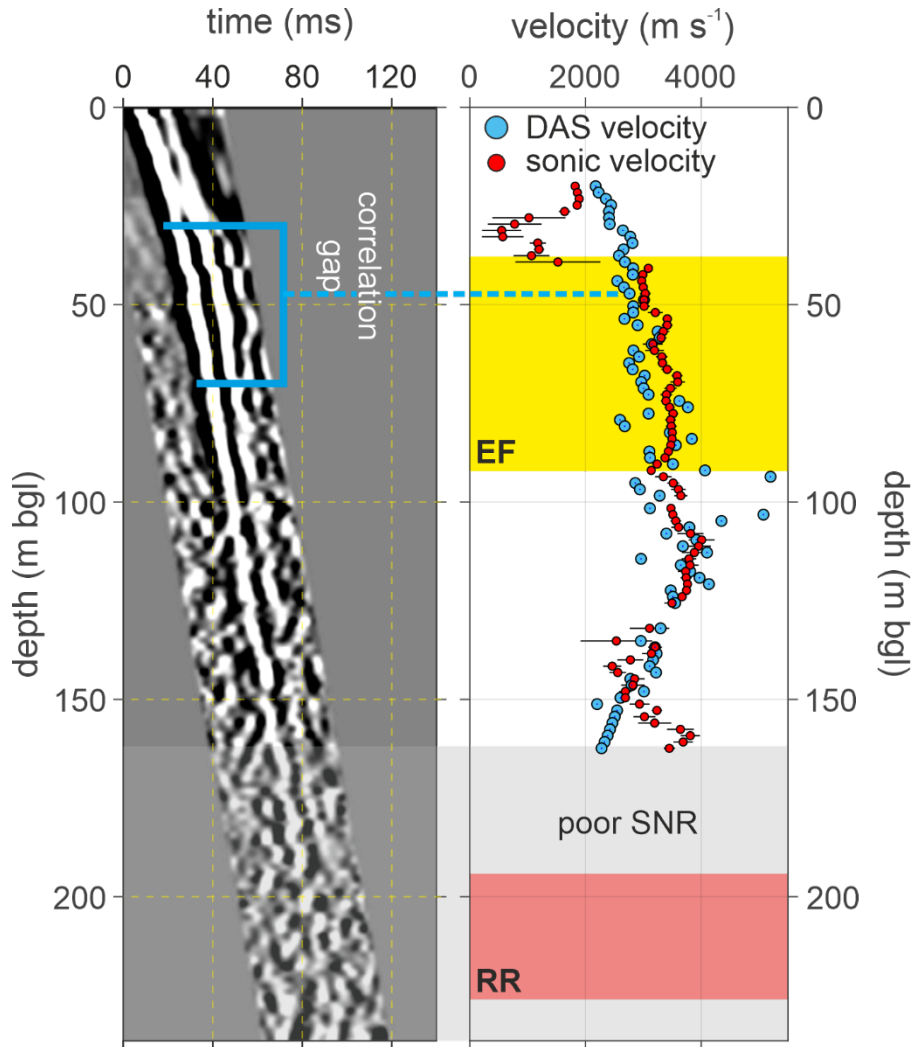 time (ms)
velocity (m s⁻¹)
0 40 80 120
0 2000 4000
0
50
100
150
200
depth (m bgl)
correlation
gap
DAS velocity
sonic velocity
EF
poor SNR
RR
0
50
100
150
200
depth (m bgl)